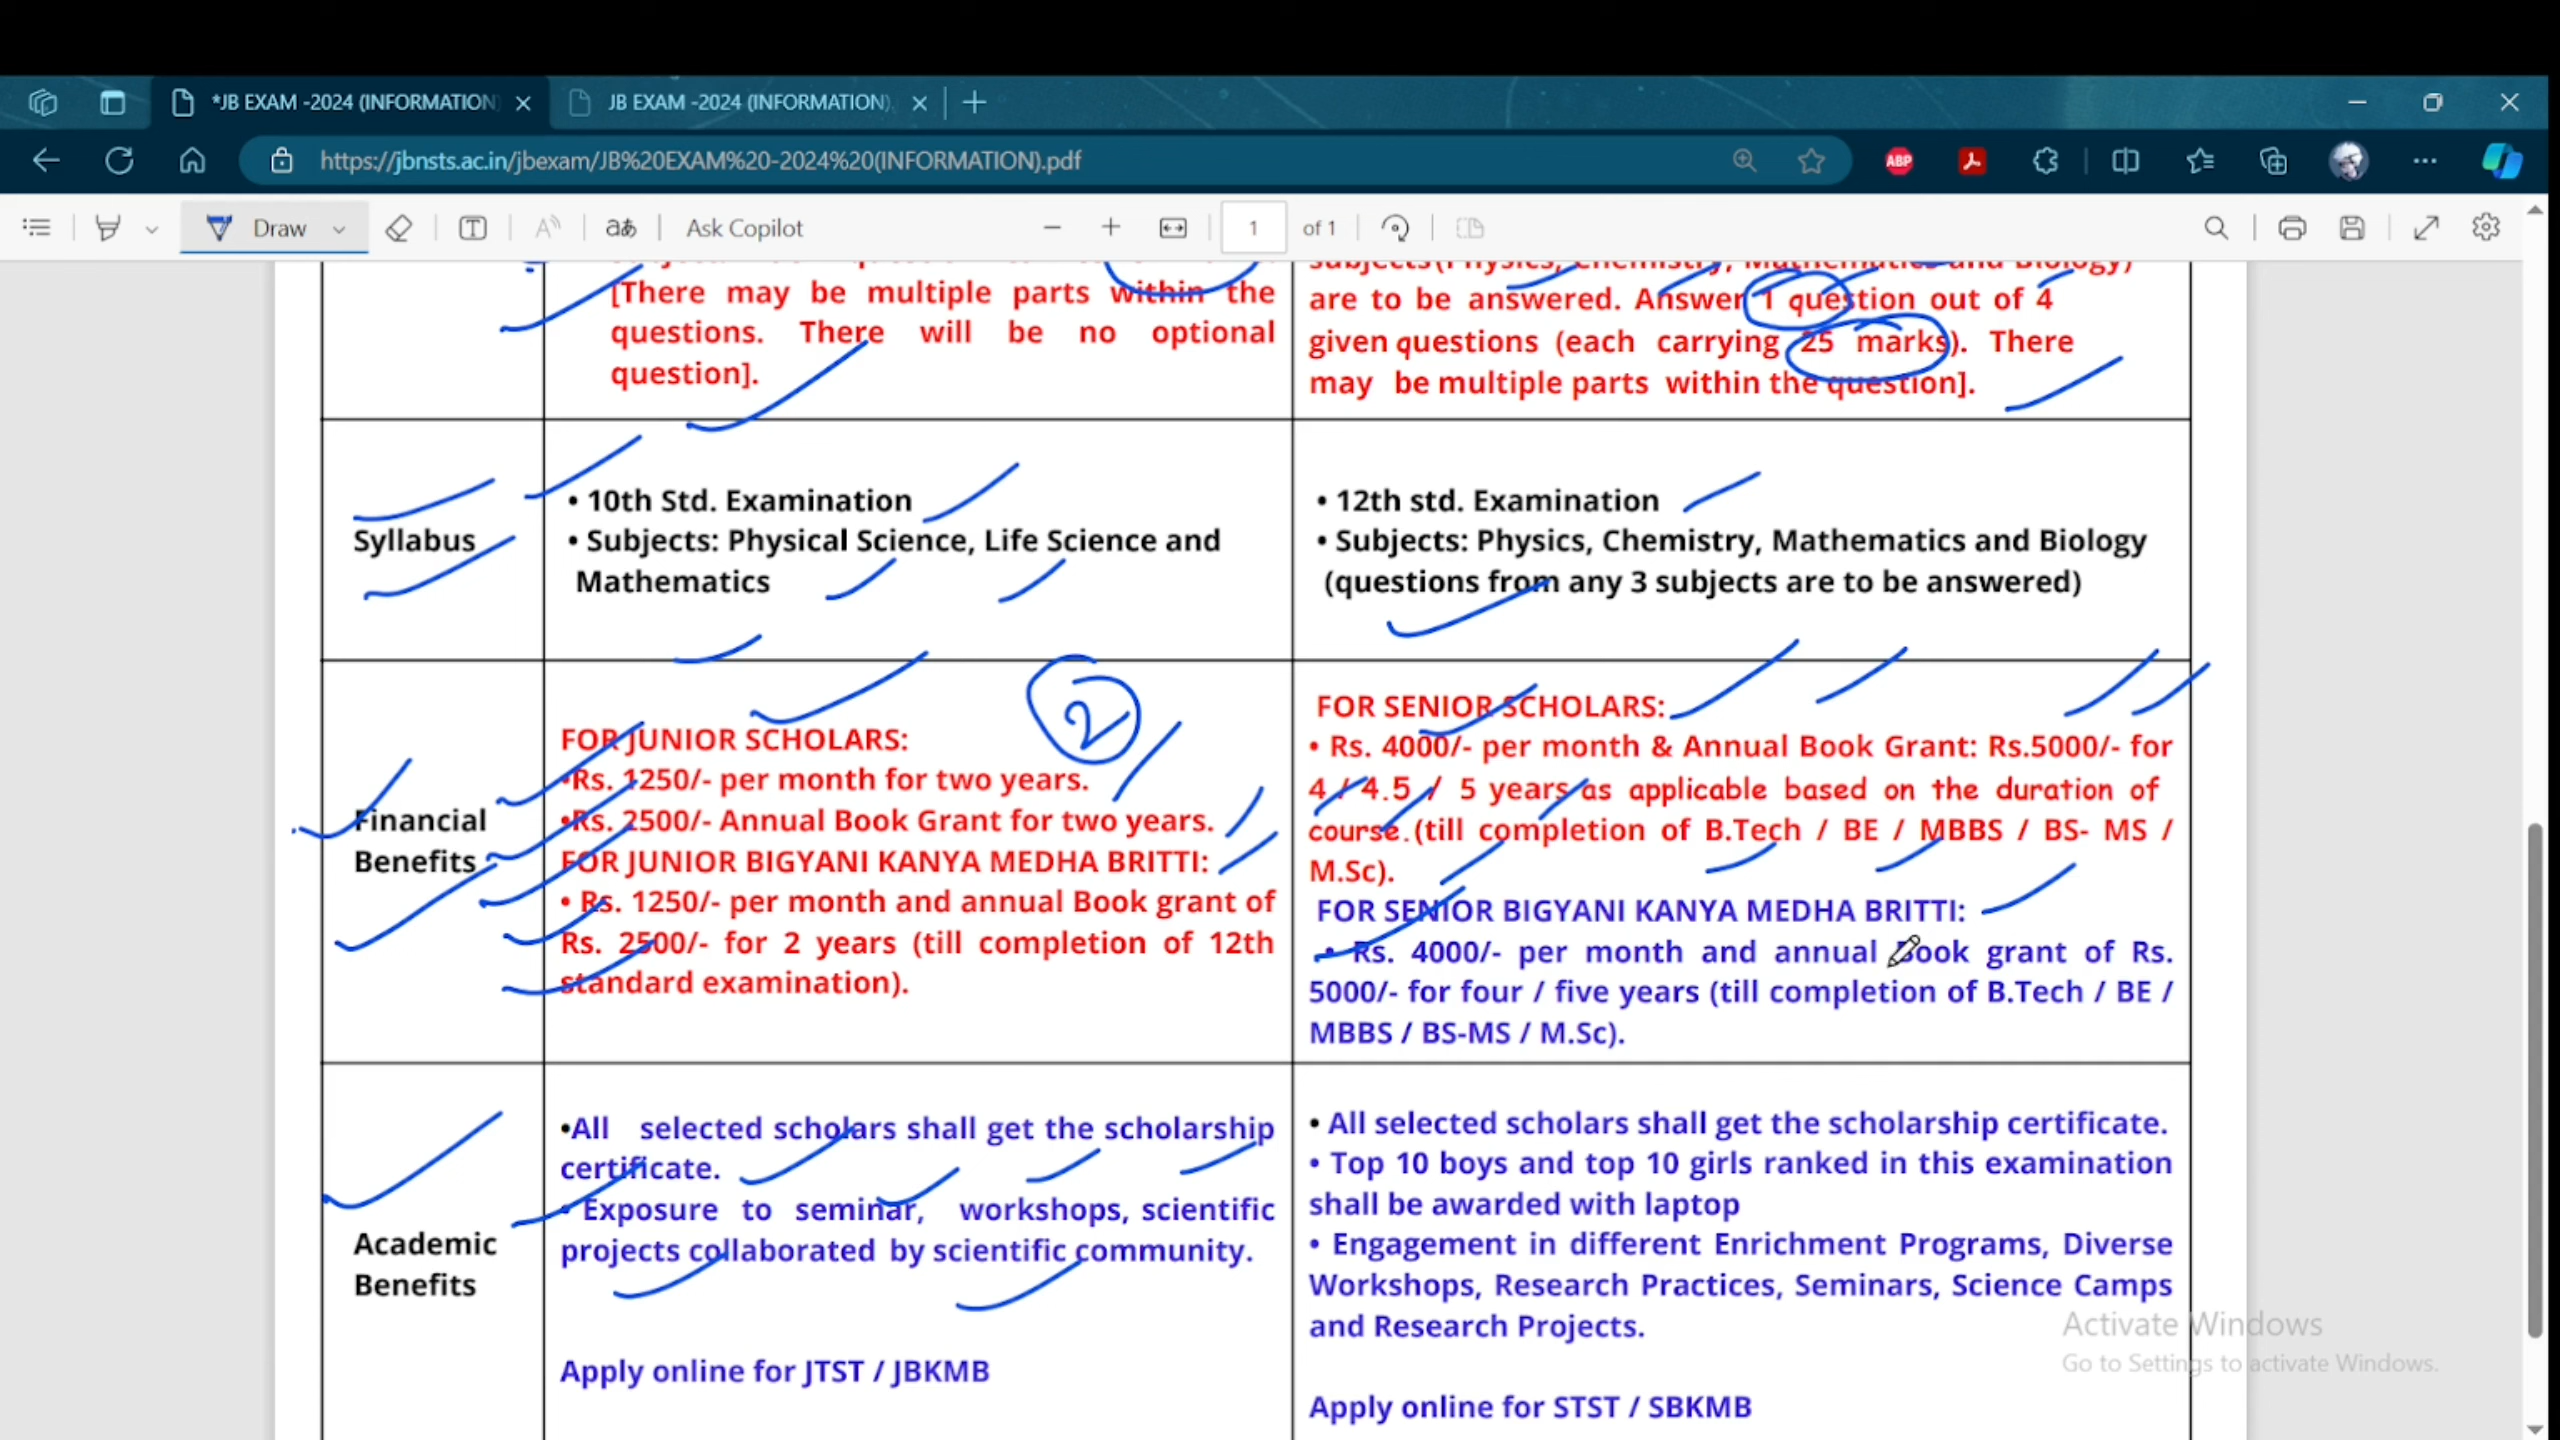 *JB EXAM -2024 (INFORMATION)
JB EXAM -2024 (INFORMATION).
https://jbnsts.ac.in/jbexam/JB%20EXAM%20-2024%20(INFORMATION).pdf
ABP
Draw
T
A
aあ
Ask Copilot
1
of 1
[There may be multiple parts within the
questions. There will be no optional
question].
subjects(Physics, Chemistry, Mathematics and Biology)
are to be answered. Answer 1 question out of 4
given questions (each carrying 25 marks). There
may be multiple parts within the question].
Syllabus
• 10th Std. Examination
• Subjects: Physical Science, Life Science and
Mathematics
• 12th std. Examination
• Subjects: Physics, Chemistry, Mathematics and Biology
(questions from any 3 subjects are to be answered)
Financial
Benefits
2
FOR JUNIOR SCHOLARS:
•Rs. 1250/- per month for two years.
•Rs. 2500/- Annual Book Grant for two years.
FOR JUNIOR BIGYANI KANYA MEDHA BRITTI:
• Rs. 1250/- per month and annual Book grant of
Rs. 2500/- for 2 years (till completion of 12th
standard examination).
FOR SENIOR SCHOLARS:
• Rs. 4000/- per month & Annual Book Grant: Rs.5000/- for
4 / 4.5 / 5 years as applicable based on the duration of
course.(till completion of B.Tech / BE / MBBS / BS- MS /
M.Sc).
FOR SENIOR BIGYANI KANYA MEDHA BRITTI:
• Rs. 4000/- per month and annual Book grant of Rs.
5000/- for four / five years (till completion of B.Tech / BE /
MBBS / BS-MS / M.Sc).
Academic
Benefits
•All selected scholars shall get the scholarship
certificate.
• Exposure to seminar, workshops, scientific
projects collaborated by scientific community.
Apply online for JTST / JBKMB
• All selected scholars shall get the scholarship certificate.
• Top 10 boys and top 10 girls ranked in this examination
shall be awarded with laptop
• Engagement in different Enrichment Programs, Diverse
Workshops, Research Practices, Seminars, Science Camps
and Research Projects.
Apply online for STST / SBKMB
Activate Windows
Go to Settings to activate Windows.